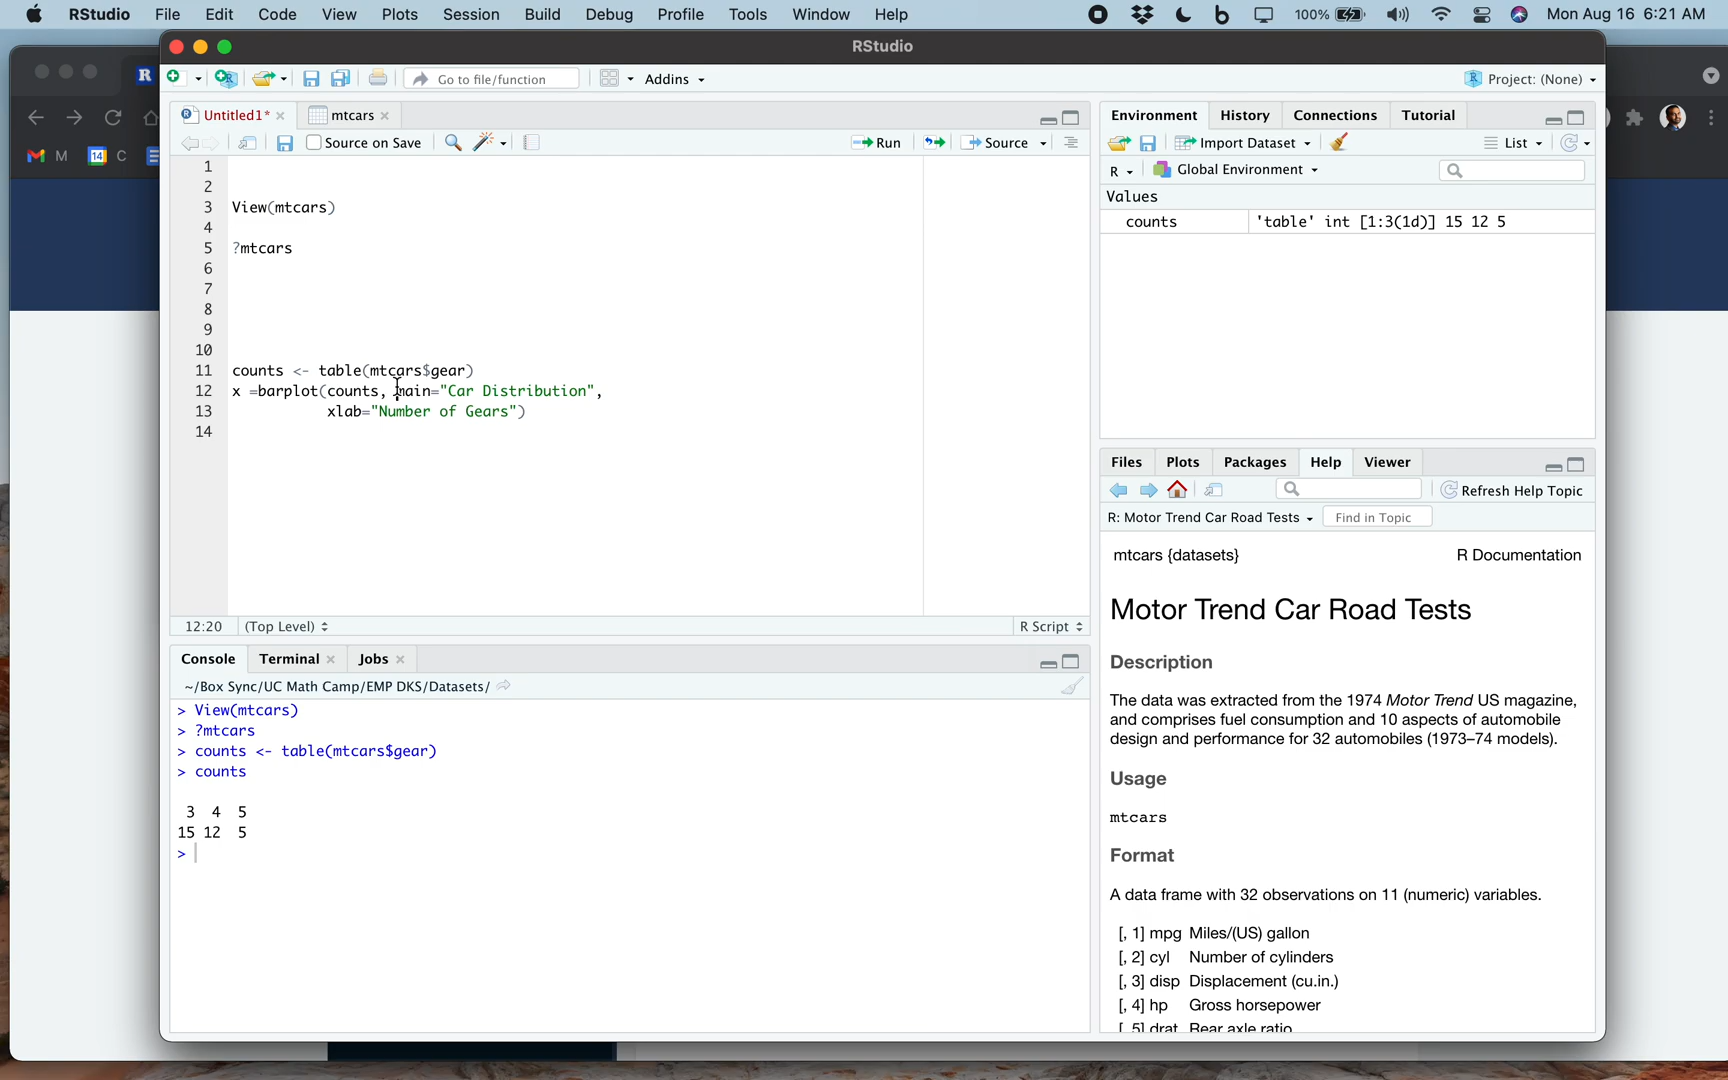 RStudio File Edit Code View Plots Session Build Debug Profile Tools Window Help
100% Mon Aug 16 6:21 AM
RStudio
Go to file/function Addins Project: (None)
Untitled1* mtcars
Source on Save Run Source
1
2
3 View(mtcars)
4
5 ?mtcars
6
7
8
9
10
11 counts <- table(mtcars$gear)
12 x =barplot(counts, main="Car Distribution",
13 xlab="Number of Gears")
14
12:20 (Top Level) R Script
Console Terminal Jobs
~/Box Sync/UC Math Camp/EMP DKS/Datasets/
> View(mtcars)
> ?mtcars
> counts <- table(mtcars$gear)
> counts
3 4 5
15 12 5
>
Environment History Connections Tutorial
Import Dataset List
R Global Environment
Values
counts 'table' int [1:3(1d)] 15 12 5
Files Plots Packages Help Viewer
Refresh Help Topic
R: Motor Trend Car Road Tests Find in Topic
mtcars {datasets} R Documentation
Motor Trend Car Road Tests
Description
The data was extracted from the 1974 Motor Trend US magazine,
and comprises fuel consumption and 10 aspects of automobile
design and performance for 32 automobiles (1973–74 models).
Usage
mtcars
Format
A data frame with 32 observations on 11 (numeric) variables.
[, 1] mpg Miles/(US) gallon
[, 2] cyl Number of cylinders
[, 3] disp Displacement (cu.in.)
[, 4] hp Gross horsepower
[, 5] drat Rear axle ratio
R
M 14 C